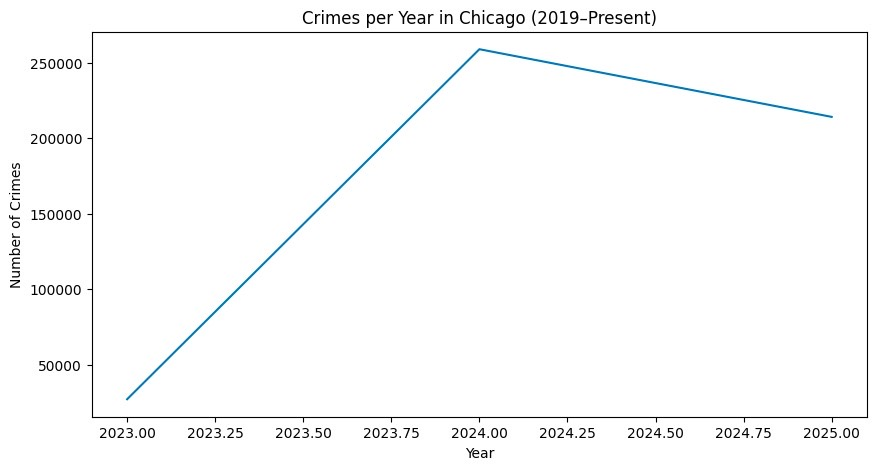 Crimes per Year in Chicago (2019–Present)
Number of Crimes
250000
200000
150000
100000
50000
2023.00 2023.25 2023.50 2023.75 2024.00 2024.25 2024.50 2024.75 2025.00
Year